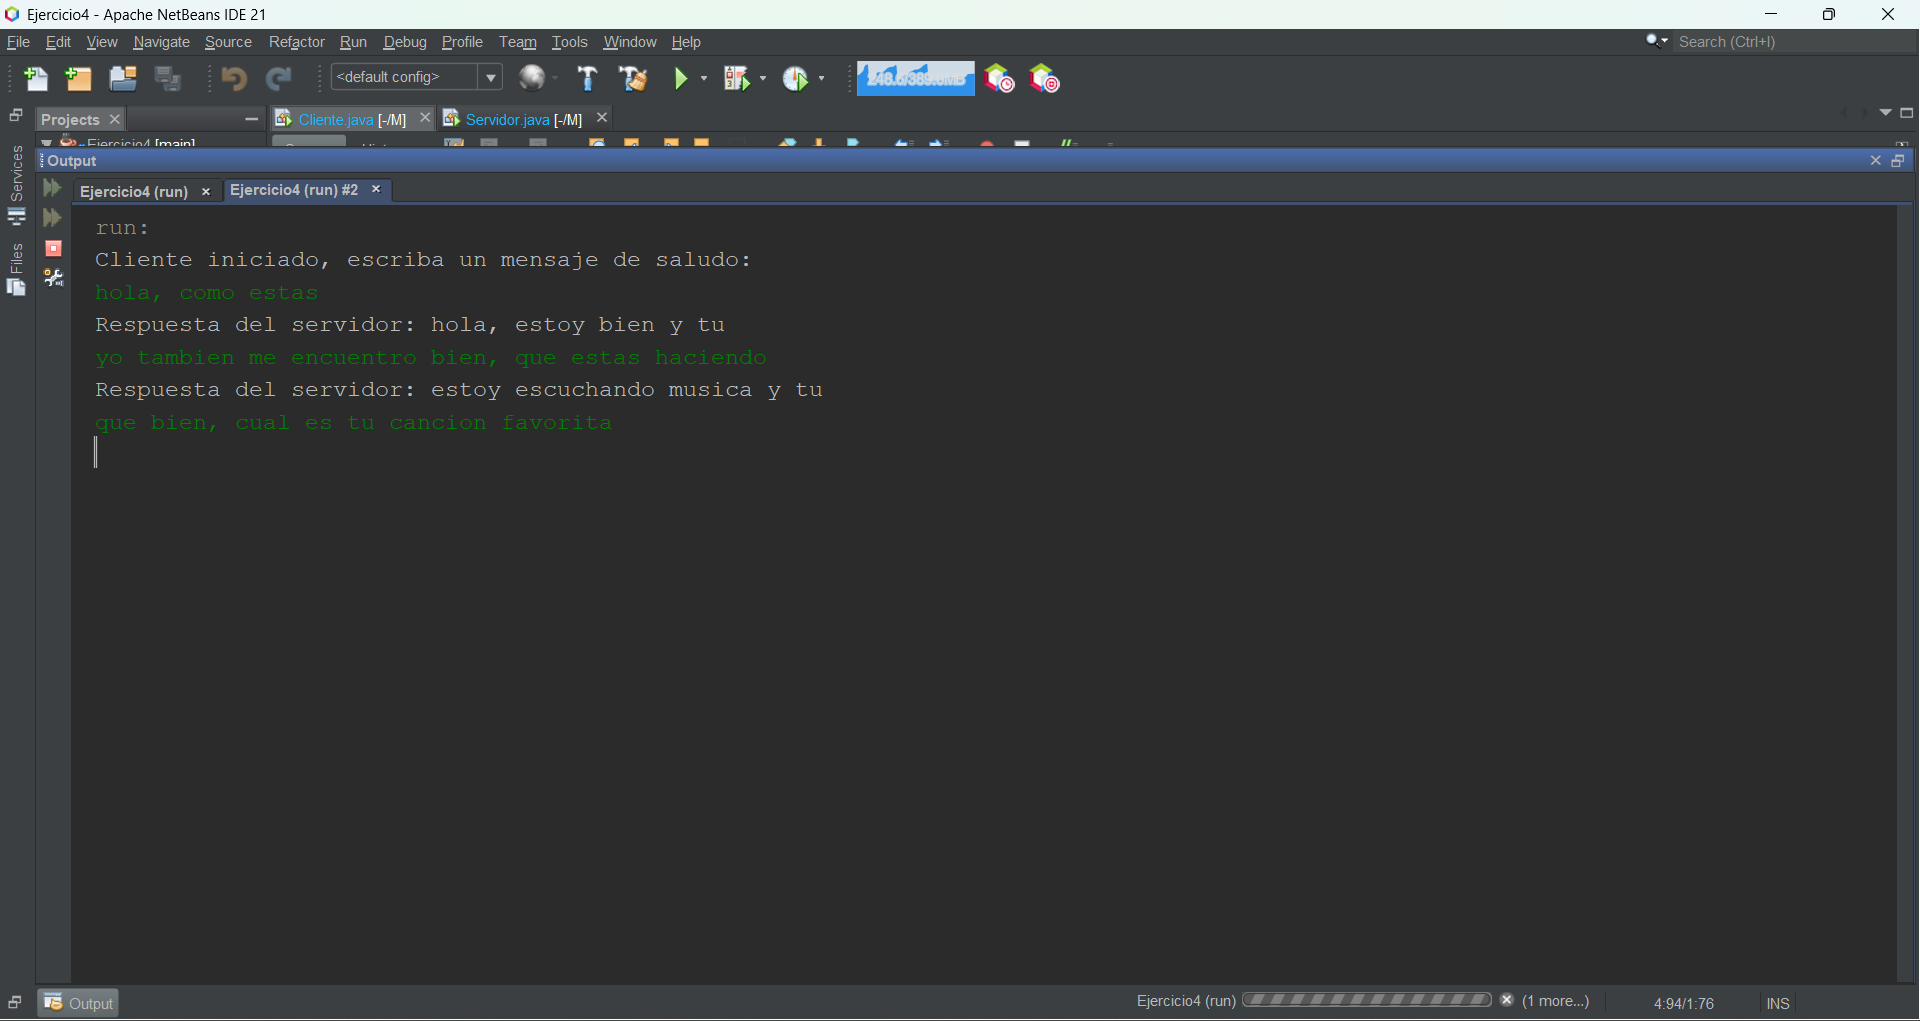 Ejercicio4 - Apache NetBeans IDE 21
File Edit View Navigate Source Refactor Run Debug Profile Team Tools Window Help
Search (Ctrl+I)
<default config>
248.6/389.0MB
Projects
Cliente.java [-/M]
Servidor.java [-/M]
Ejercicio4 [main]
Services
Files
Output
Ejercicio4 (run)
Ejercicio4 (run) #2
run:
Cliente iniciado, escriba un mensaje de saludo:
hola, como estas
Respuesta del servidor: hola, estoy bien y tu
yo tambien me encuentro bien, que estas haciendo
Respuesta del servidor: estoy escuchando musica y tu
que bien, cual es tu cancion favorita
Output
Ejercicio4 (run)
(1 more...)
4:94/1:76
INS